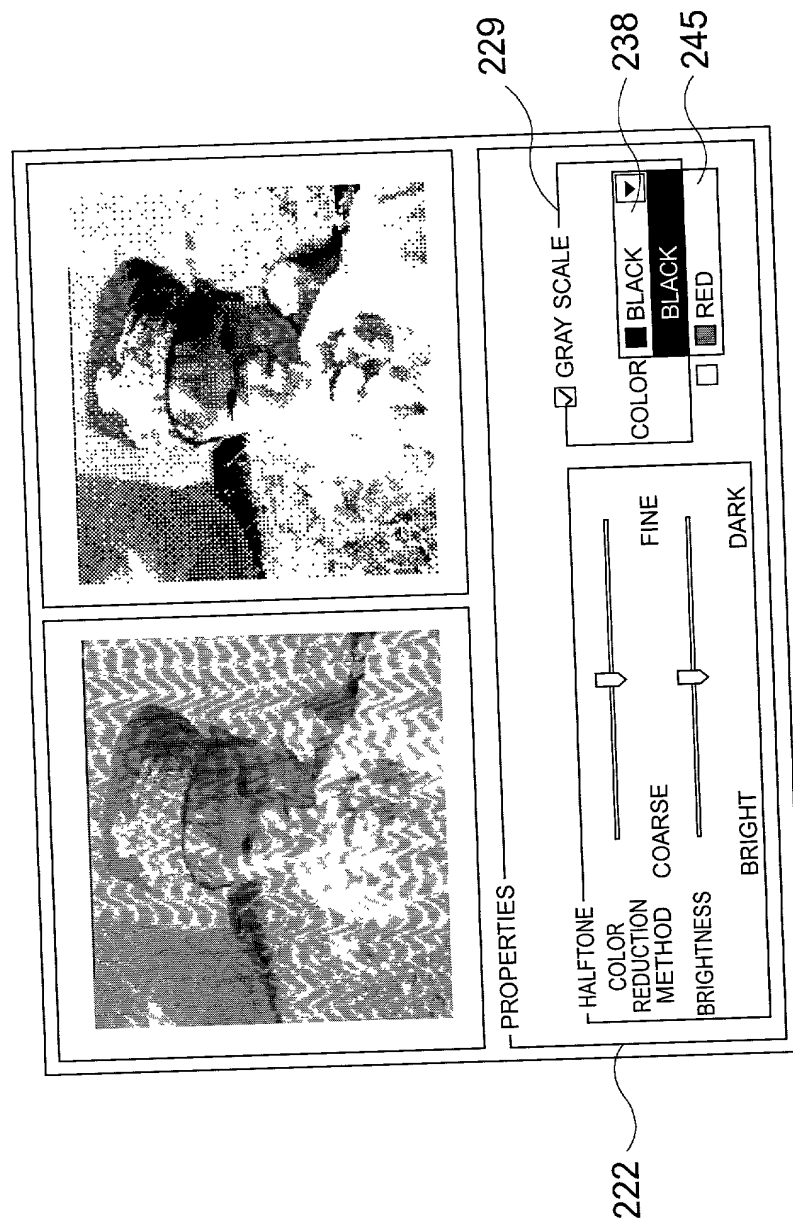 PROPERTIES
HALFTONE
COLOR
REDUCTION
METHOD
COARSE
FINE
BRIGHTNESS
BRIGHT
DARK
GRAY SCALE
COLOR
BLACK
BLACK
RED
222
229
238
245